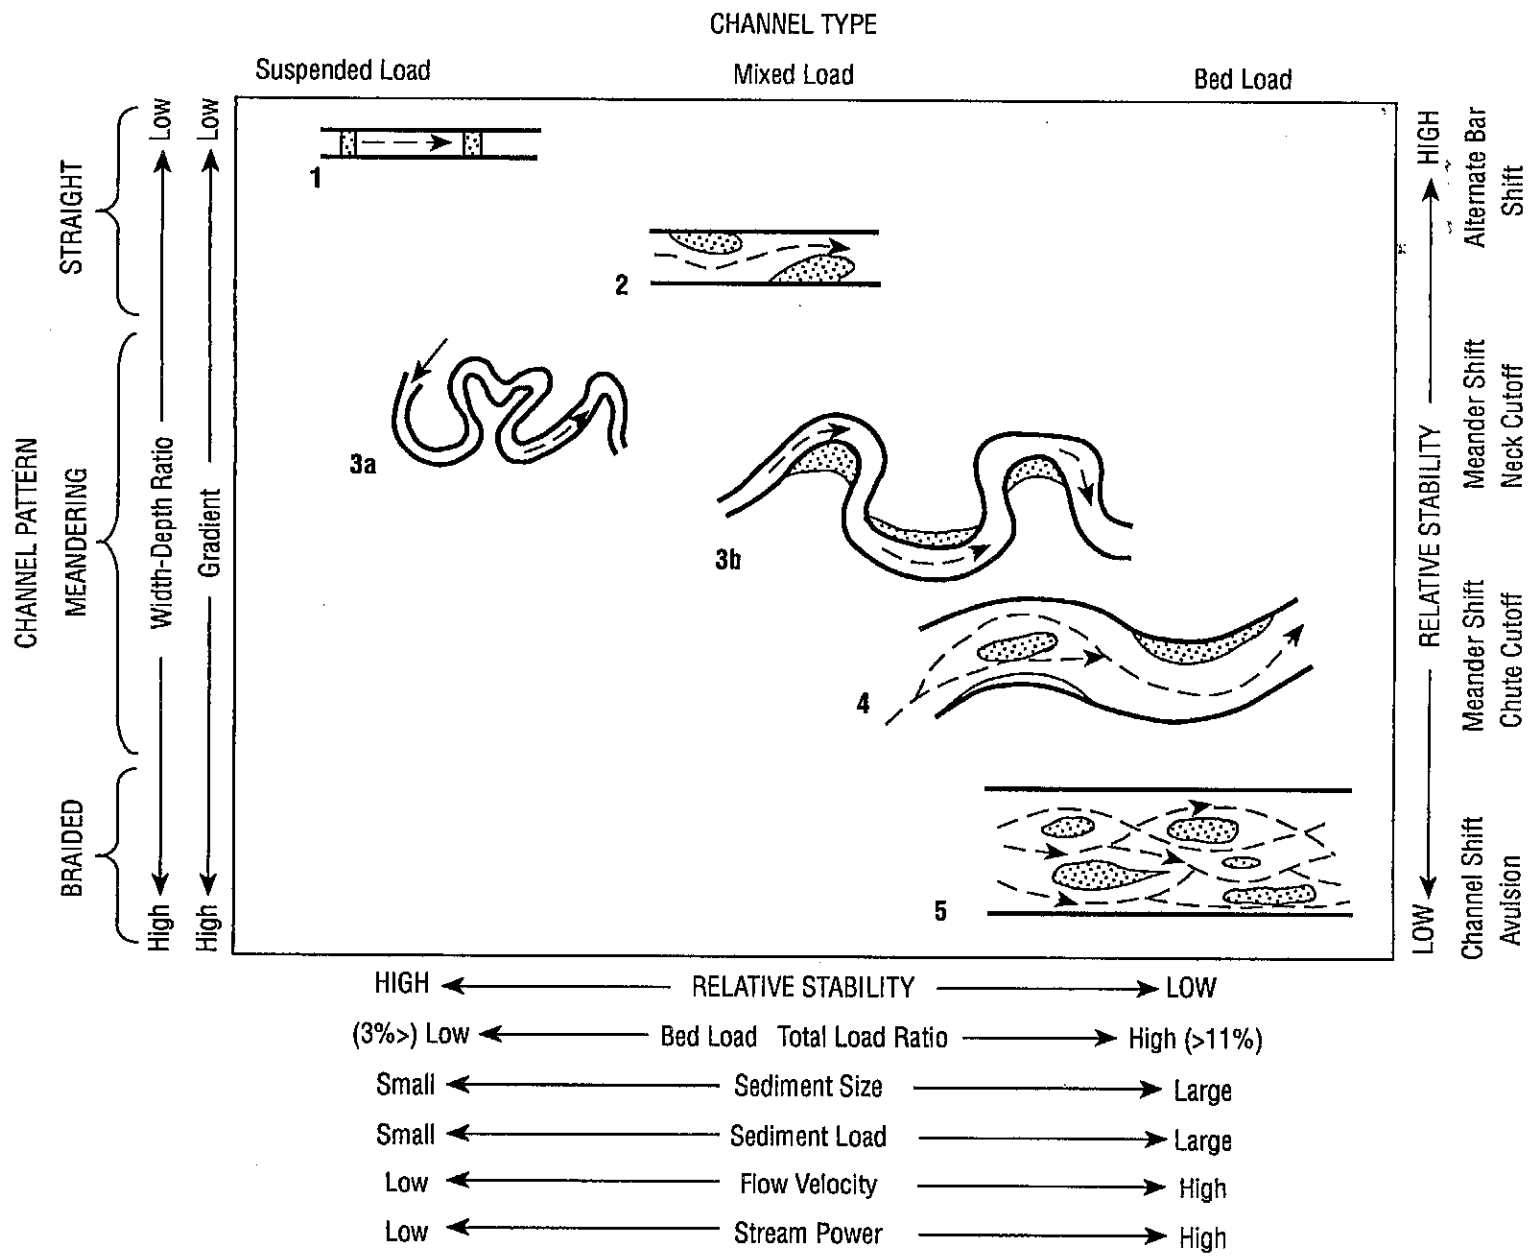 CHANNEL TYPE
Suspended Load
Mixed Load
Bed Load
CHANNEL PATTERN
STRAIGHT
MEANDERING
BRAIDED
Low
Width-Depth Ratio
High
Low
Gradient
High
1
2
3a
3b
4
5
HIGH
RELATIVE STABILITY
LOW
Alternate Bar
Shift
Meander Shift
Neck Cutoff
Meander Shift
Chute Cutoff
Channel Shift
Avulsion
HIGH RELATIVE STABILITY LOW
(3%>) Low Bed Load Total Load Ratio High (>11%)
Small Sediment Size Large
Small Sediment Load Large
Low Flow Velocity High
Low Stream Power High